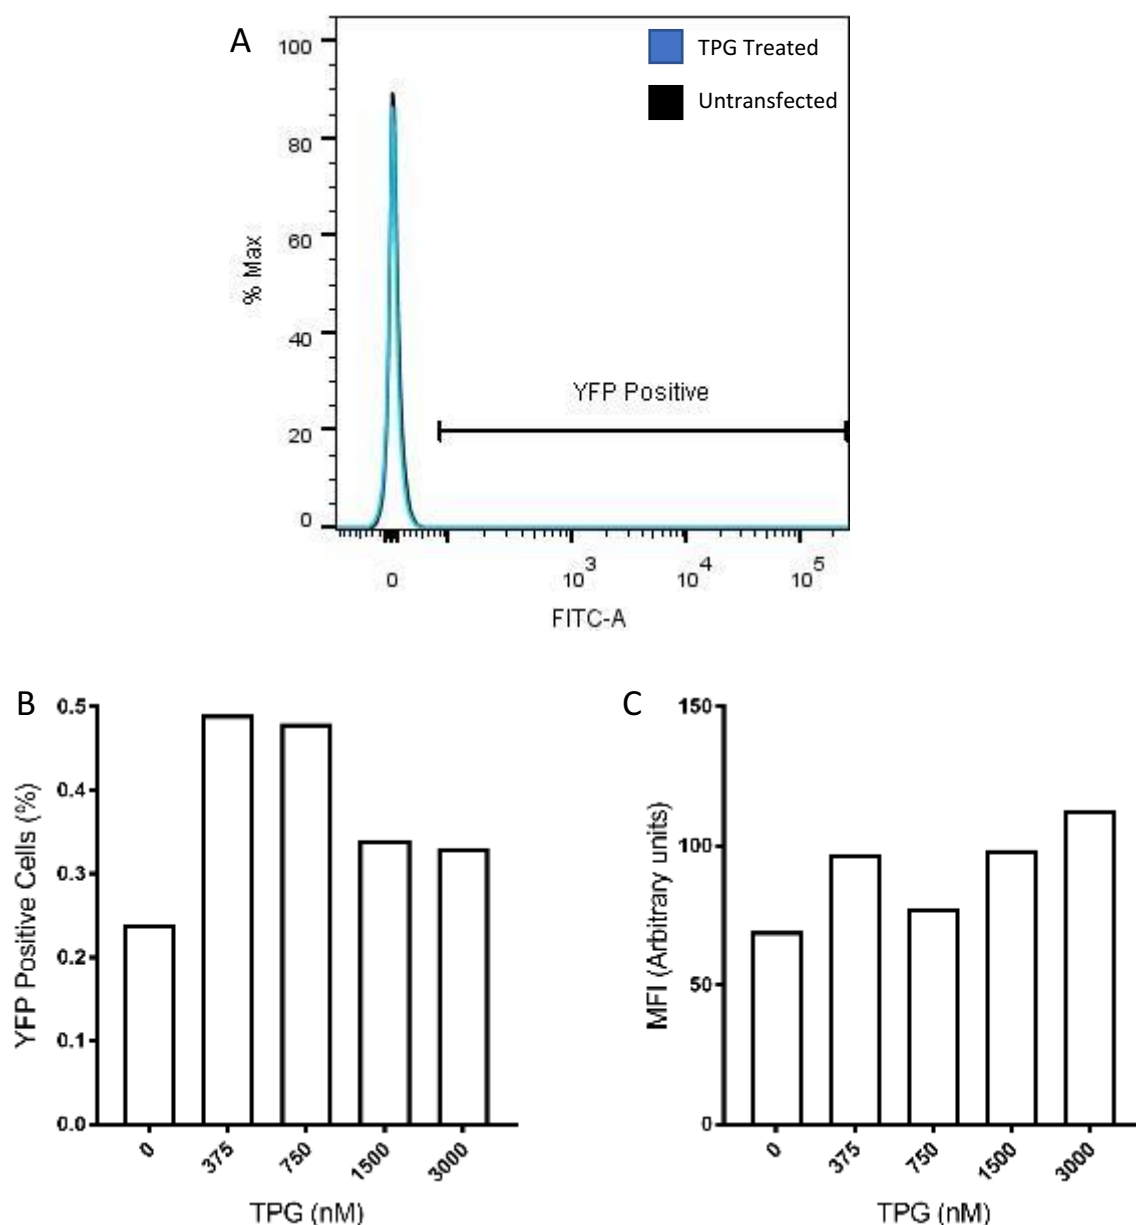 A
TPG Treated
Untransfected
100
80
60
40
20
0
% Max
YFP Positive
0
10^3
10^4
10^5
FITC-A
B
YFP Positive Cells (%)
0.5
0.4
0.3
0.2
0.1
0.0
0
375
750
1500
3000
TPG (nM)
C
MFI (Arbitrary units)
150
100
50
0
0
375
750
1500
3000
TPG (nM)